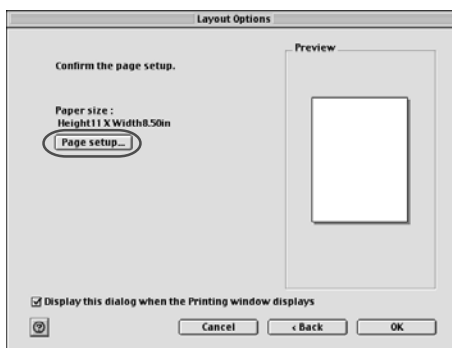 Layout Options
Preview
Confirm the page setup.
Paper size :
Height11 X Width8.50in
Page setup...
Display this dialog when the Printing window displays
?
Cancel
‹ Back
OK